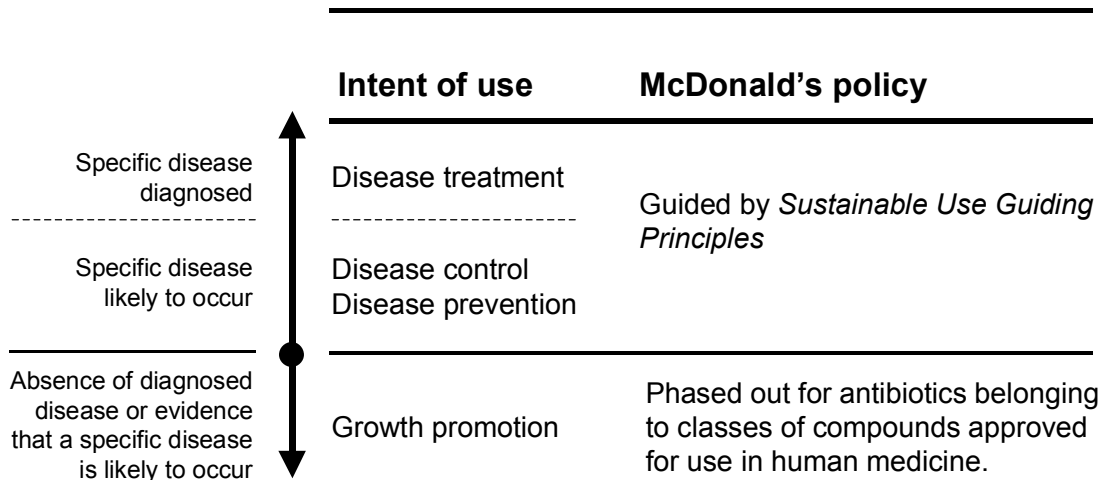 Intent of use
McDonald’s policy
Specific disease
diagnosed
Disease treatment
Guided by Sustainable Use Guiding
Principles
Specific disease
likely to occur
Disease control
Disease prevention
Absence of diagnosed
disease or evidence
that a specific disease
is likely to occur
Growth promotion
Phased out for antibiotics belonging
to classes of compounds approved
for use in human medicine.